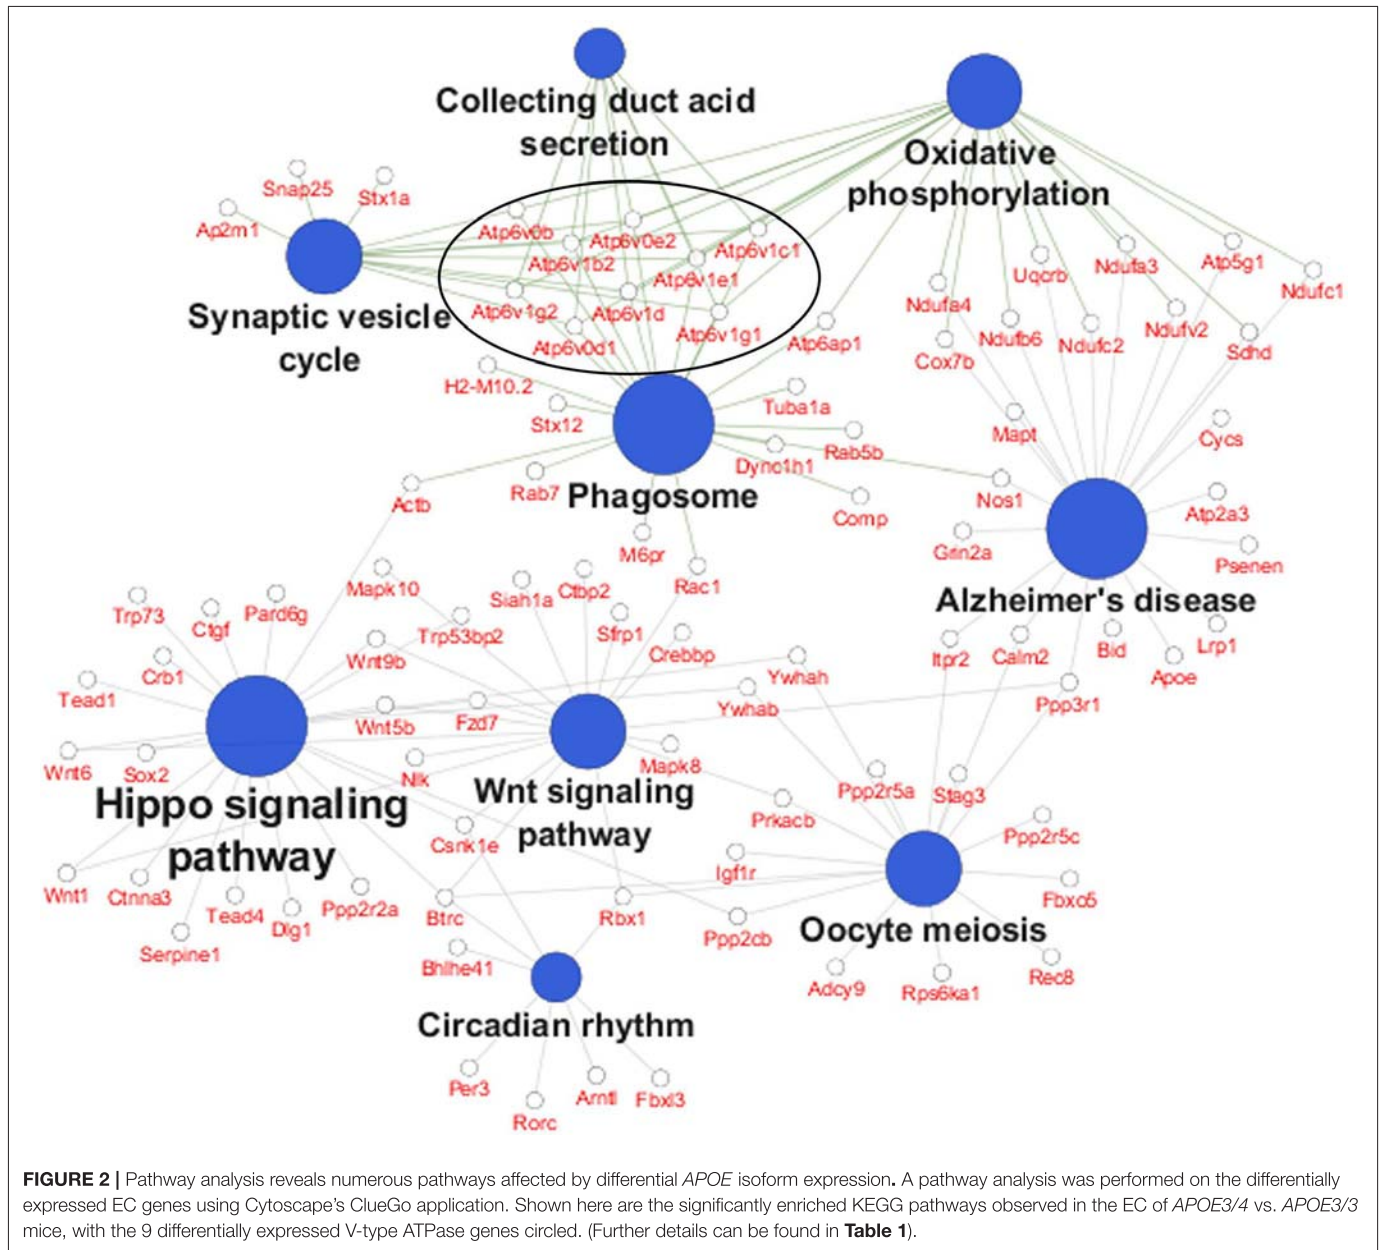 Collecting duct acid
secretion
Oxidative
phosphorylation
Snap25
Stx1a
Ap2m1
Synaptic vesicle
cycle
Atp6v0b
Atp6v0e2
Atp6v1c1
Atp6v1b2
Atp6v1e1
Atp6v1g2
Atp6v1d
Atp6v1g1
Atp6v0d1
Atp6ap1
Uqcrb
Ndufa3
Atp5g1
Ndufc1
Ndufa4
Ndufb6
Ndufc2
Ndufv2
Sdhd
Cox7b
H2-M10.2
Stx12
Tuba1a
Rab5b
Dync1h1
Mapt
Cycs
Actb
Rab7
Phagosome
Comp
Nos1
Atp2a3
Grin2a
Psenen
M6pr
Rac1
Alzheimer's disease
Mapk10
Siah1a
Ctbp2
Trp73
Ctgf
Pard6g
Trp53bp2
Sfrp1
Crebbp
Wnt9b
Crb1
Tead1
Ywhah
Ywhab
Itpr2
Calm2
Bid
Lrp1
Apoe
Ppp3r1
Wnt5b
Fzd7
Wnt6
Sox2
Nlk
Mapk8
Hippo signaling
pathway
Wnt signaling
pathway
Ppp2r5a
Stag3
Prkacb
Ppp2r5c
Csnk1e
Igf1r
Wnt1
Ctnna3
Tead4
Dlg1
Ppp2r2a
Serpine1
Btrc
Rbx1
Ppp2cb
Fbxo5
Oocyte meiosis
Bhlhe41
Adcy9
Rps6ka1
Rec8
Circadian rhythm
Per3
Rorc
Arntl
Fbxl3
FIGURE 2 | Pathway analysis reveals numerous pathways affected by differential APOE isoform expression. A pathway analysis was performed on the differentially
expressed EC genes using Cytoscape's ClueGo application. Shown here are the significantly enriched KEGG pathways observed in the EC of APOE3/4 vs. APOE3/3
mice, with the 9 differentially expressed V-type ATPase genes circled. (Further details can be found in Table 1).